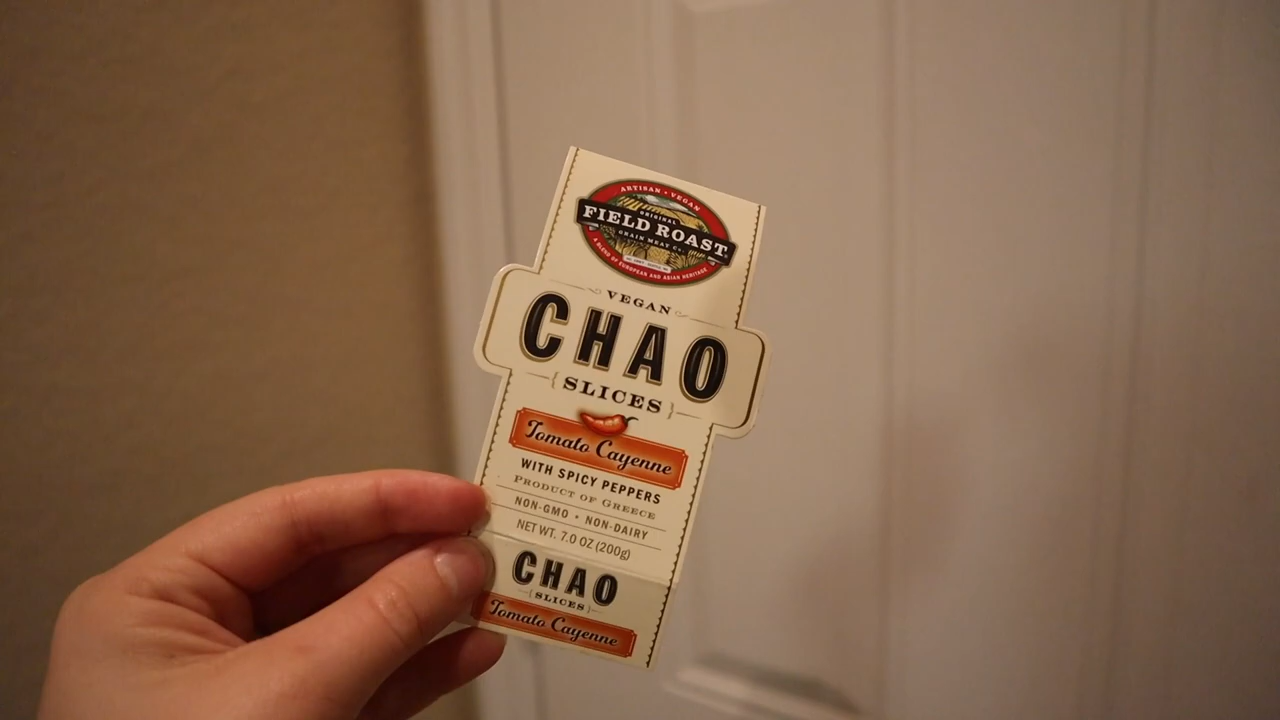 ARTISAN • VEGAN
ORIGINAL
FIELD ROAST
GRAIN MEAT CO.
A BLEND OF EUROPEAN AND ASIAN HERITAGE
VEGAN
CHAO
SLICES
Tomato Cayenne
WITH SPICY PEPPERS
PRODUCT OF GREECE
NON-GMO • NON-DAIRY
NET WT. 7.0 OZ (200g)
CHAO
SLICES
Tomato Cayenne